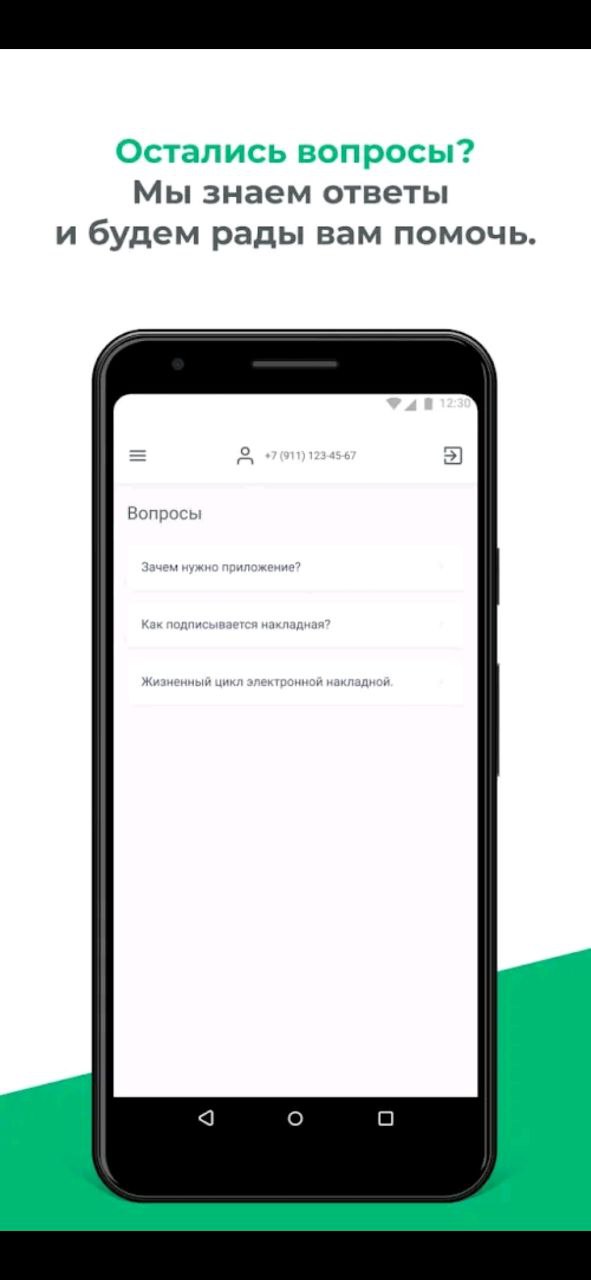 Остались вопросы?
Мы знаем ответы
и будем рады вам помочь.
12:30
+7 (911) 123-45-67
Вопросы
Зачем нужно приложение?
Как подписывается накладная?
Жизненный цикл электронной накладной.